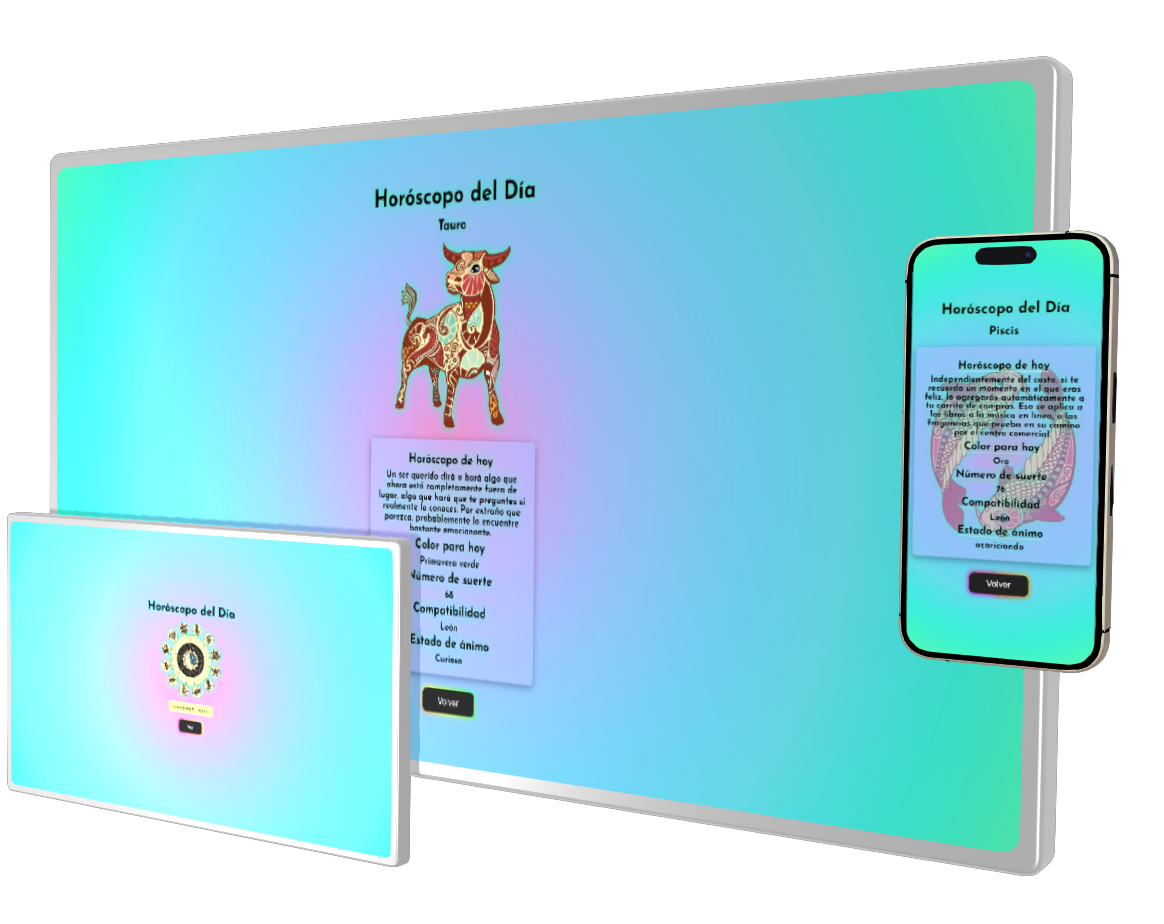 Horóscopo del Día
Tauro
Horóscopo de hoy
Un ser querido dirá o hará algo que
ahora está completamente fuera de
lugar, algo que hará que te preguntes si
realmente lo conoces. Por extraño que
parezca, probablemente lo encuentre
bastante emocionante.
Color para hoy
Primavera verde
Número de suerte
68
Compatibilidad
León
Estado de ánimo
Curioso
Volver
Horóscopo del Día
Piscis
Horóscopo de hoy
Independientemente del costo, si te
recuerda un momento en el que eras
feliz, lo agregarás automáticamente a
tu carrito de compras. Eso se aplica a
los libros a la música en línea, a las
fragancias que prueba en su camino
por el centro comercial.
Color para hoy
Oro
Número de suerte
76
Compatibilidad
León
Estado de ánimo
acariciando
Volver
Horóscopo del Día